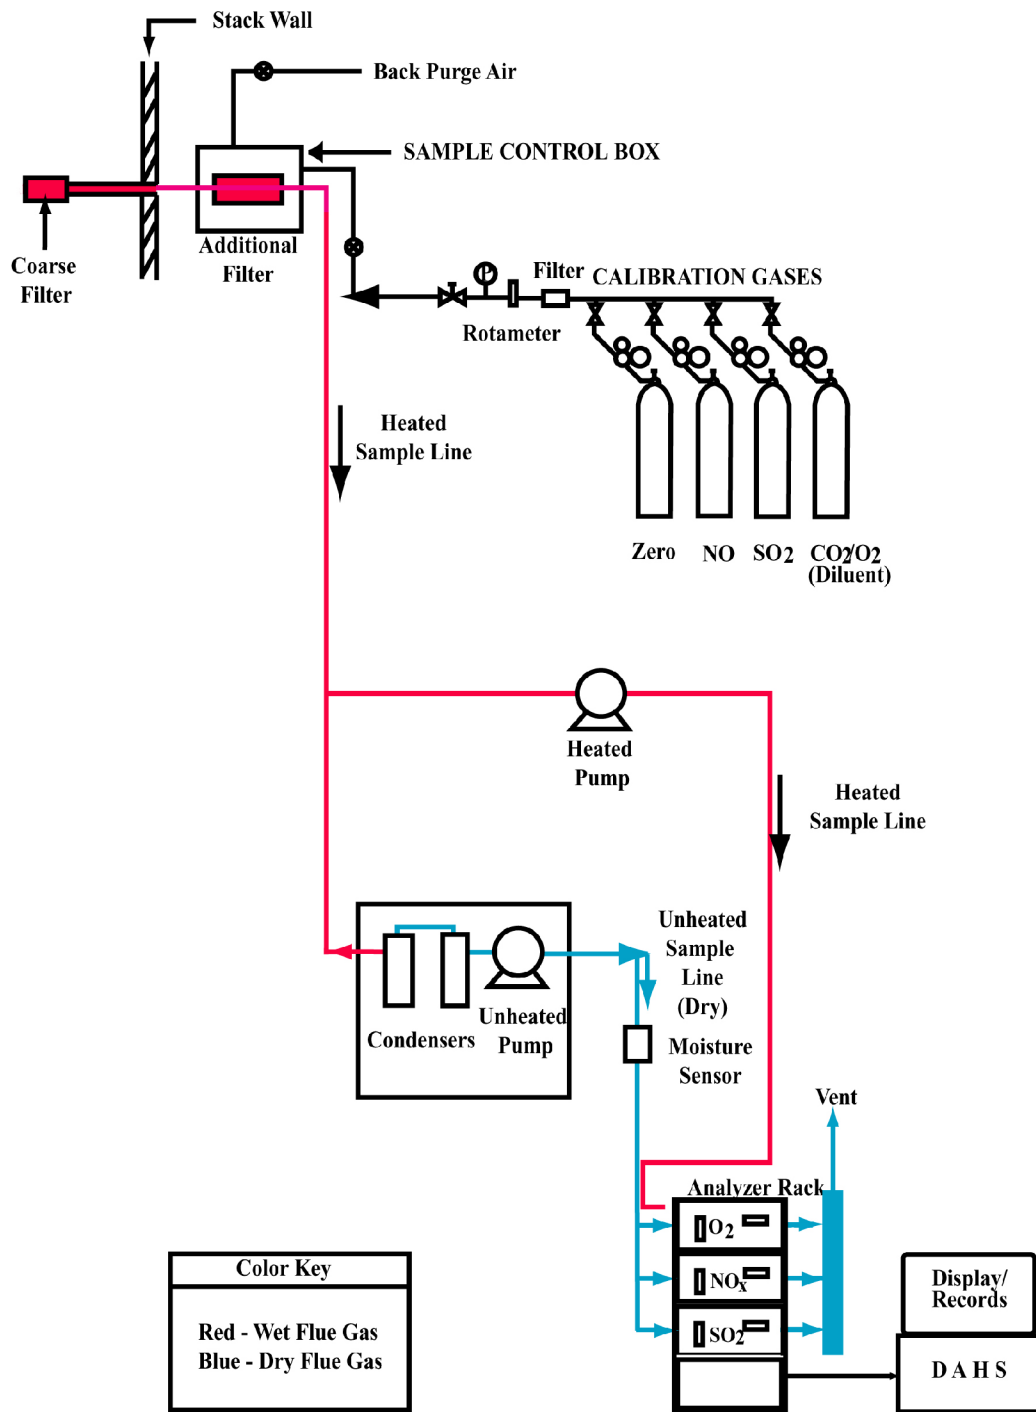 Stack Wall
Back Purge Air
SAMPLE CONTROL BOX
Additional
Filter
Coarse
Filter
P
Filter
CALIBRATION GASES
Rotameter
Heated
Sample Line
Zero
NO
SO2
CO2/O2
(Diluent)
Heated
Pump
Heated
Sample Line
Unheated
Sample
Line
(Dry)
Condensers
Unheated
Pump
Moisture
Sensor
Vent
Analyzer Rack
O2
NOx
SO2
Color Key
Red - Wet Flue Gas
Blue - Dry Flue Gas
Display/
Records
D A H S